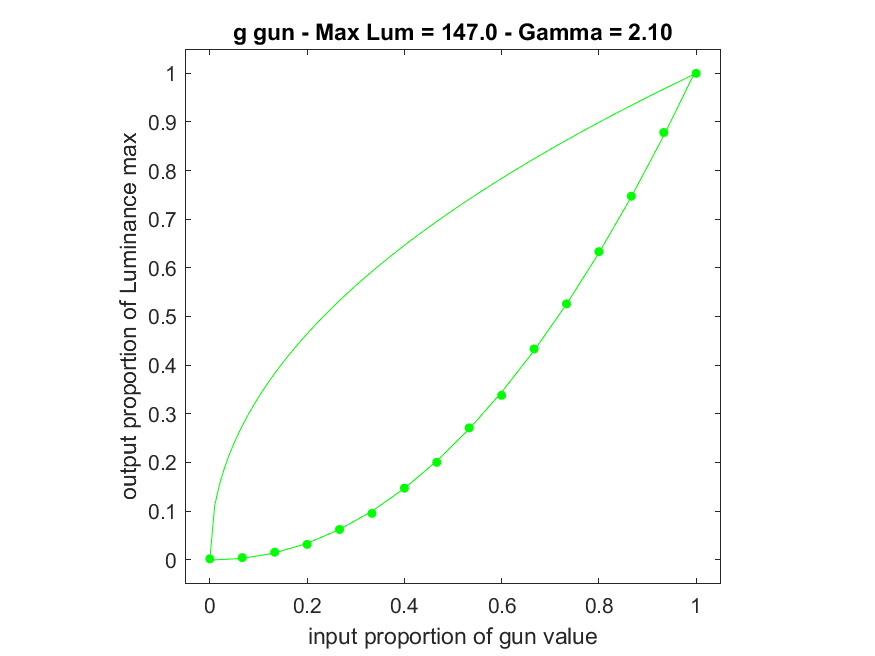 g gun - Max Lum = 147.0 - Gamma = 2.10
output proportion of Luminance max
1
0.9
0.8
0.7
0.6
0.5
0.4
0.3
0.2
0.1
0
0 0.2 0.4 0.6 0.8 1
input proportion of gun value